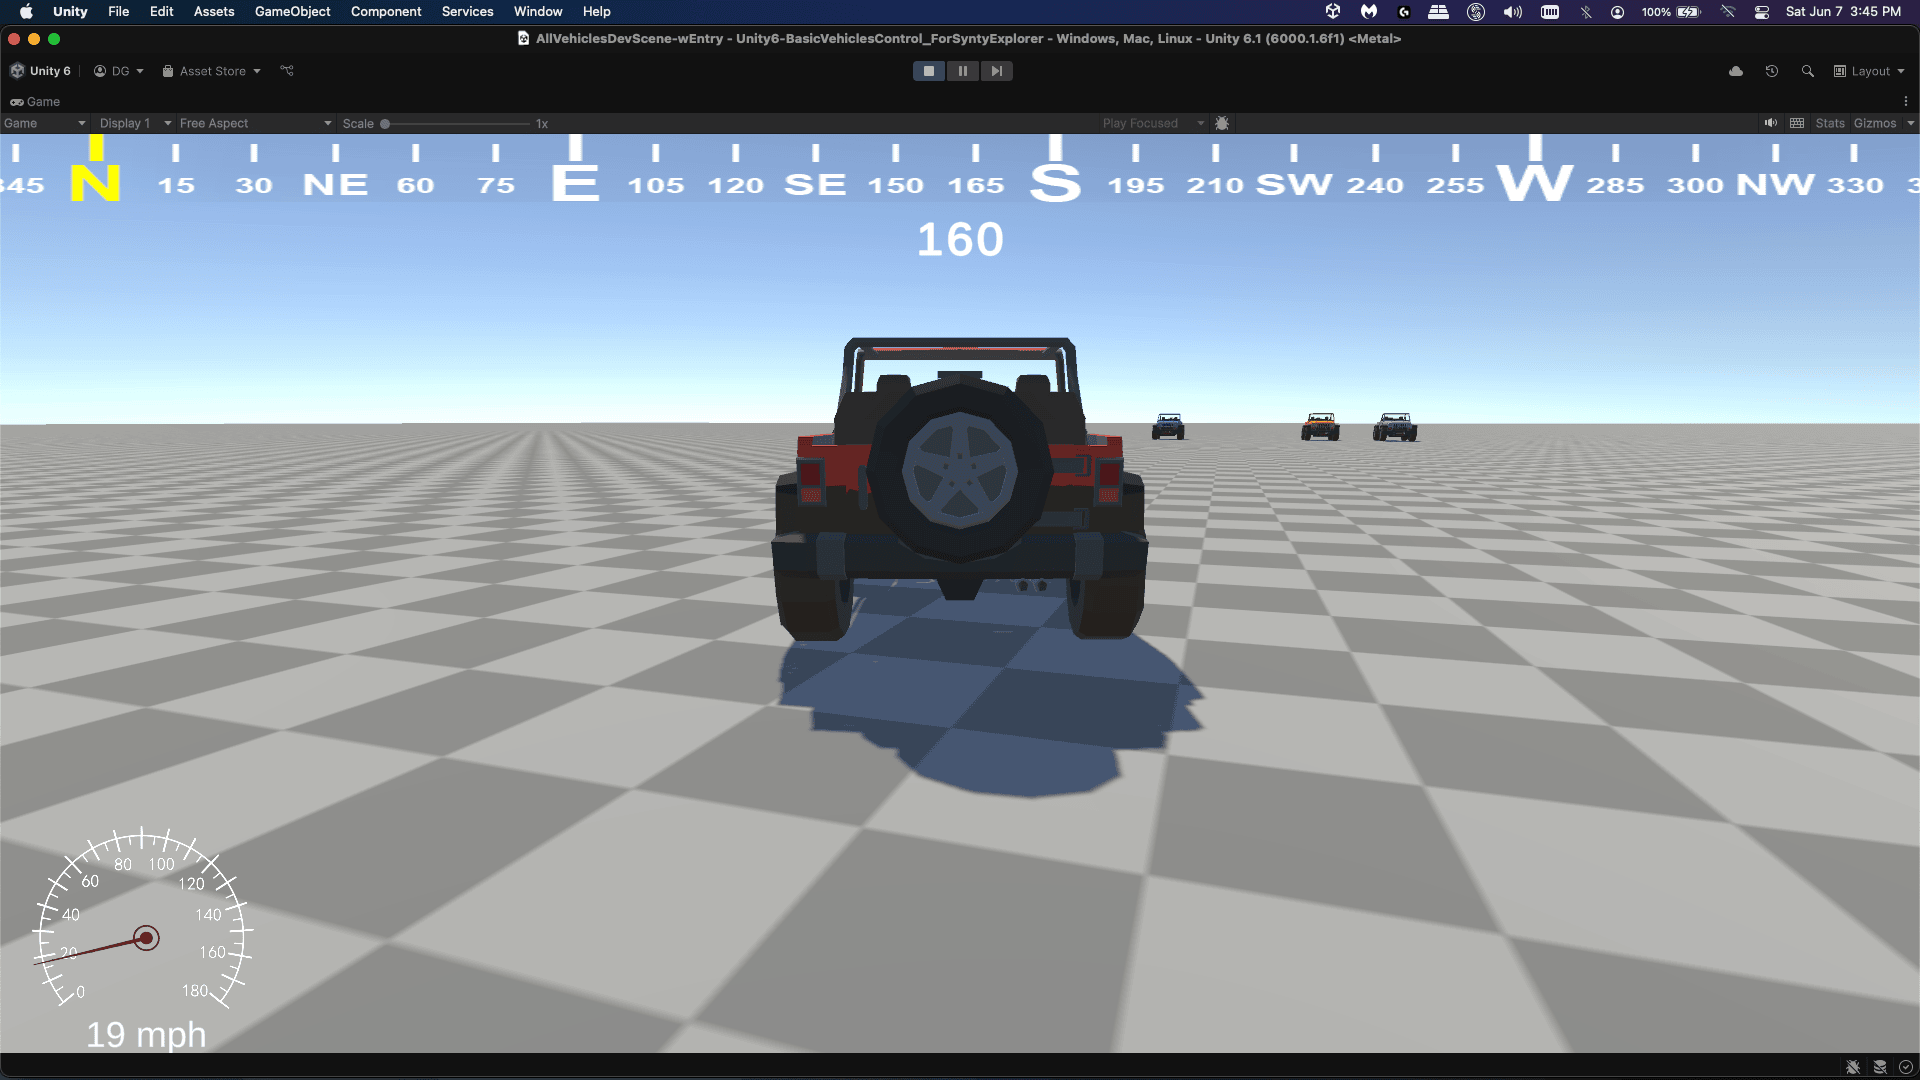 Unity File Edit Assets GameObject Component Services Window Help 100% Sat Jun 7 3:45 PM
AllVehiclesDevScene-wEntry - Unity6-BasicVehiclesControl_ForSyntyExplorer - Windows, Mac, Linux - Unity 6.1 (6000.1.6f1) <Metal>
Unity 6 DG Asset Store Layout
Game
Game Display 1 Free Aspect Scale 1x Play Focused Stats Gizmos
345 N 15 30 NE 60 75 E 105 120 SE 150 165 S 195 210 SW 240 255 W 285 300 NW 330
160
80 100
60 120
40 140
20 160
0 180
19 mph